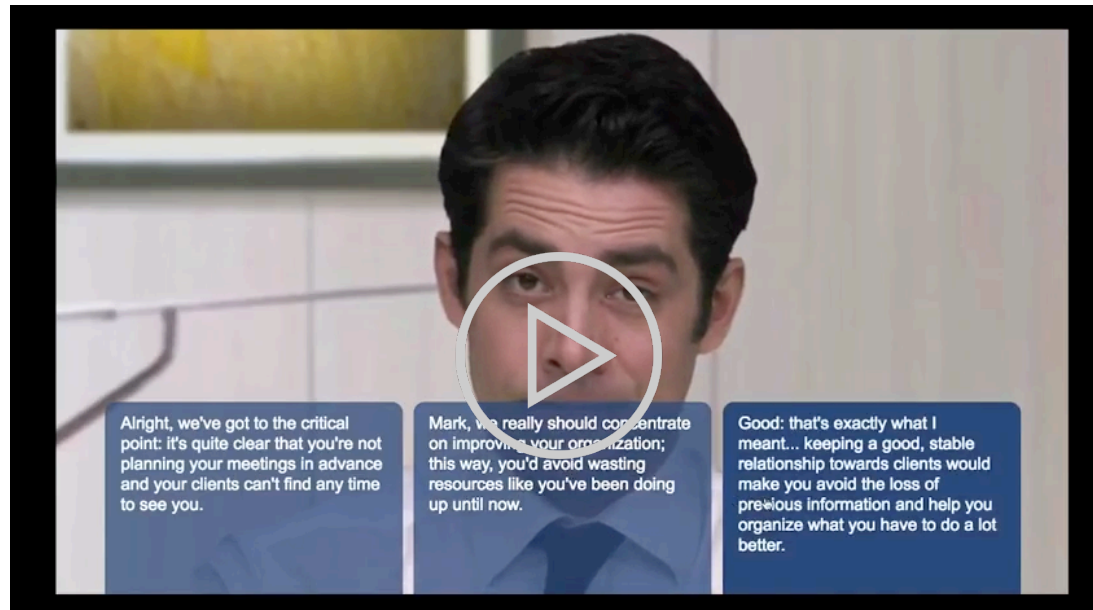 Alright, we've got to the critical
point: it's quite clear that you're not
planning your meetings in advance
and your clients can't find any time
to see you.
Mark, we really should concentrate
on improving your organization;
this way, you'd avoid wasting
resources like you've been doing
up until now.
Good: that's exactly what I
meant... keeping a good, stable
relationship towards clients would
make you avoid the loss of
previous information and help you
organize what you have to do a lot
better.